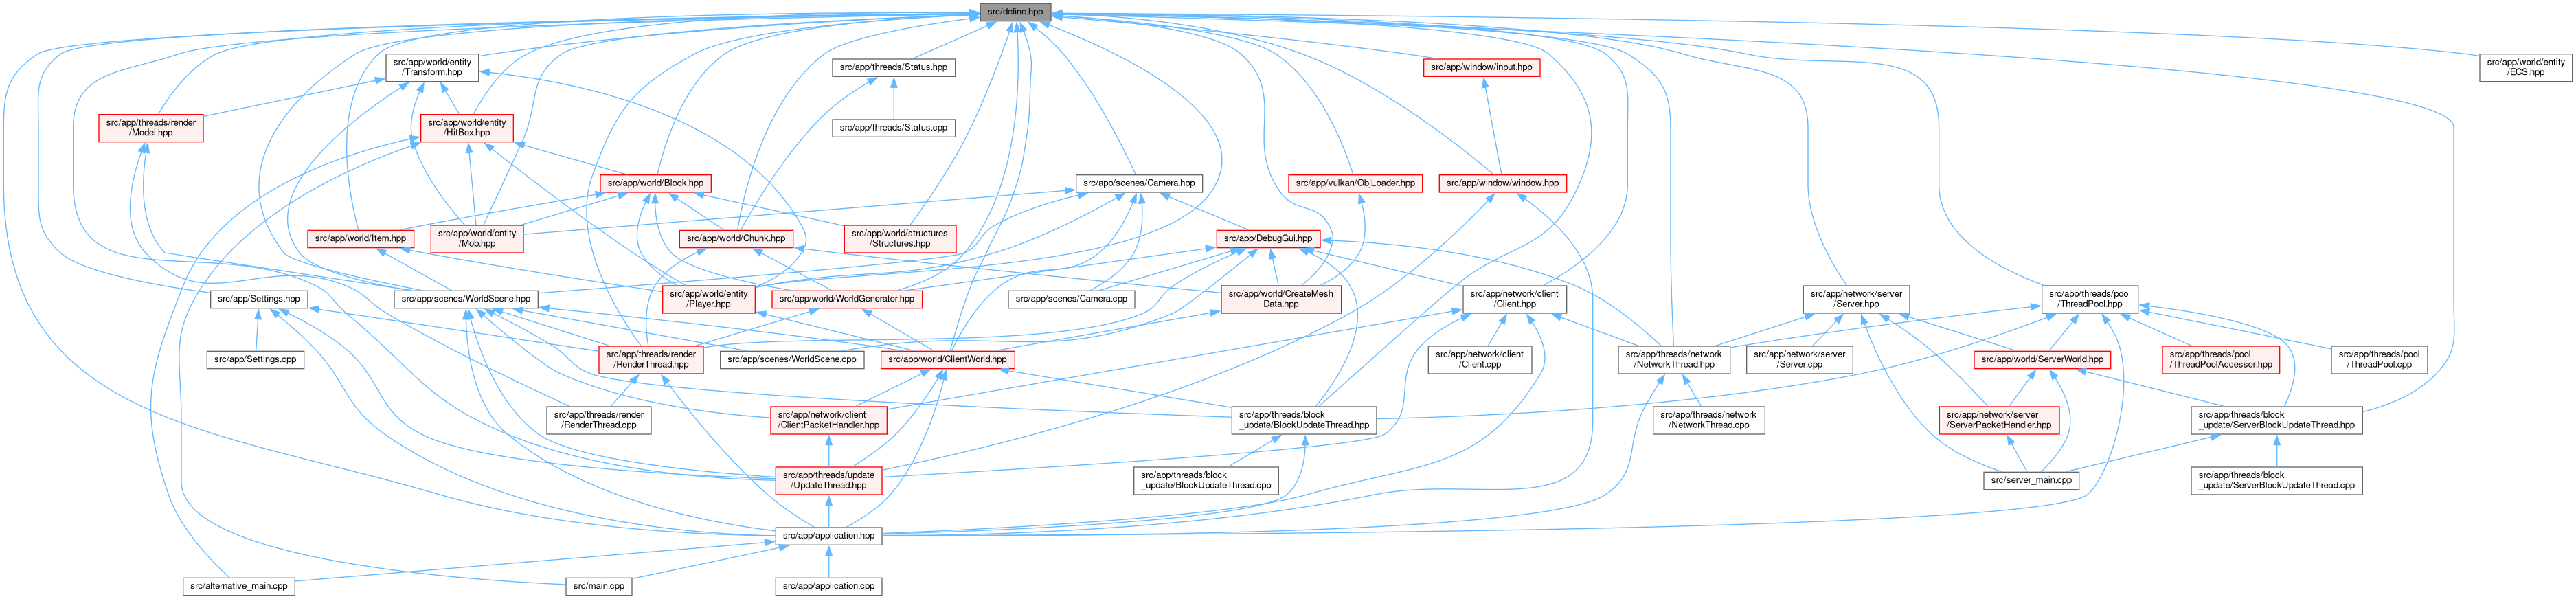 src/define.hpp
src/app/world/entity
/Transform.hpp
src/app/threads/Status.hpp
src/app/window/input.hpp
src/app/world/entity
/ECS.hpp
src/app/threads/render
/Model.hpp
src/app/world/entity
/HitBox.hpp
src/app/threads/Status.cpp
src/app/world/Block.hpp
src/app/scenes/Camera.hpp
src/app/vulkan/ObjLoader.hpp
src/app/window/window.hpp
src/app/world/Item.hpp
src/app/world/entity
/Mob.hpp
src/app/world/Chunk.hpp
src/app/world/structures
/Structures.hpp
src/app/DebugGui.hpp
src/app/Settings.hpp
src/app/scenes/WorldScene.hpp
src/app/world/entity
/Player.hpp
src/app/world/WorldGenerator.hpp
src/app/scenes/Camera.cpp
src/app/world/CreateMesh
Data.hpp
src/app/network/client
/Client.hpp
src/app/network/server
/Server.hpp
src/app/threads/pool
/ThreadPool.hpp
src/app/Settings.cpp
src/app/threads/render
/RenderThread.hpp
src/app/scenes/WorldScene.cpp
src/app/world/ClientWorld.hpp
src/app/network/client
/Client.cpp
src/app/threads/network
/NetworkThread.hpp
src/app/network/server
/Server.cpp
src/app/world/ServerWorld.hpp
src/app/threads/pool
/ThreadPoolAccessor.hpp
src/app/threads/pool
/ThreadPool.cpp
src/app/threads/render
/RenderThread.cpp
src/app/network/client
/ClientPacketHandler.hpp
src/app/threads/block
_update/BlockUpdateThread.hpp
src/app/threads/network
/NetworkThread.cpp
src/app/network/server
/ServerPacketHandler.hpp
src/app/threads/block
_update/ServerBlockUpdateThread.hpp
src/app/threads/update
/UpdateThread.hpp
src/app/threads/block
_update/BlockUpdateThread.cpp
src/server_main.cpp
src/app/threads/block
_update/ServerBlockUpdateThread.cpp
src/app/application.hpp
src/alternative_main.cpp
src/main.cpp
src/app/application.cpp